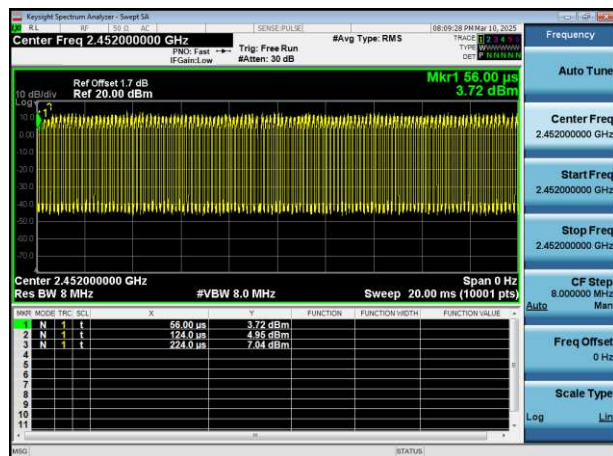 Keysight Spectrum Analyzer - Swept SA
RL RF 50 Ω AC SENSE:PULSE 08:09:28 PM Mar 10, 2025
Center Freq 2.452000000 GHz
PNO: Fast
IFGain:Low
Trig: Free Run
#Atten: 30 dB
#Avg Type: RMS
TRACE 1 2 3 4 5 6
TYPE WWWWWW
DET P N N N N N
Frequency
Auto Tune
Center Freq
2.452000000 GHz
Start Freq
2.452000000 GHz
Stop Freq
2.452000000 GHz
CF Step
8.000000 MHz
Auto Man
Freq Offset
0 Hz
Scale Type
Log Lin
Ref Offset 1.7 dB
Ref 20.00 dBm
10 dB/div
Log
Mkr1 56.00 µs
3.72 dBm
10.0
0.00
-10.0
-20.0
-30.0
-40.0
-50.0
-60.0
-70.0
Center 2.452000000 GHz Span 0 Hz
Res BW 8 MHz #VBW 8.0 MHz Sweep 20.00 ms (10001 pts)
MKR MODE TRC SCL X Y FUNCTION FUNCTION WIDTH FUNCTION VALUE
1 N 1 t 56.00 µs 3.72 dBm
2 N 1 t 124.0 µs 4.95 dBm
3 N 1 t 224.0 µs 7.04 dBm
4
5
6
7
8
9
10
11
MSG STATUS